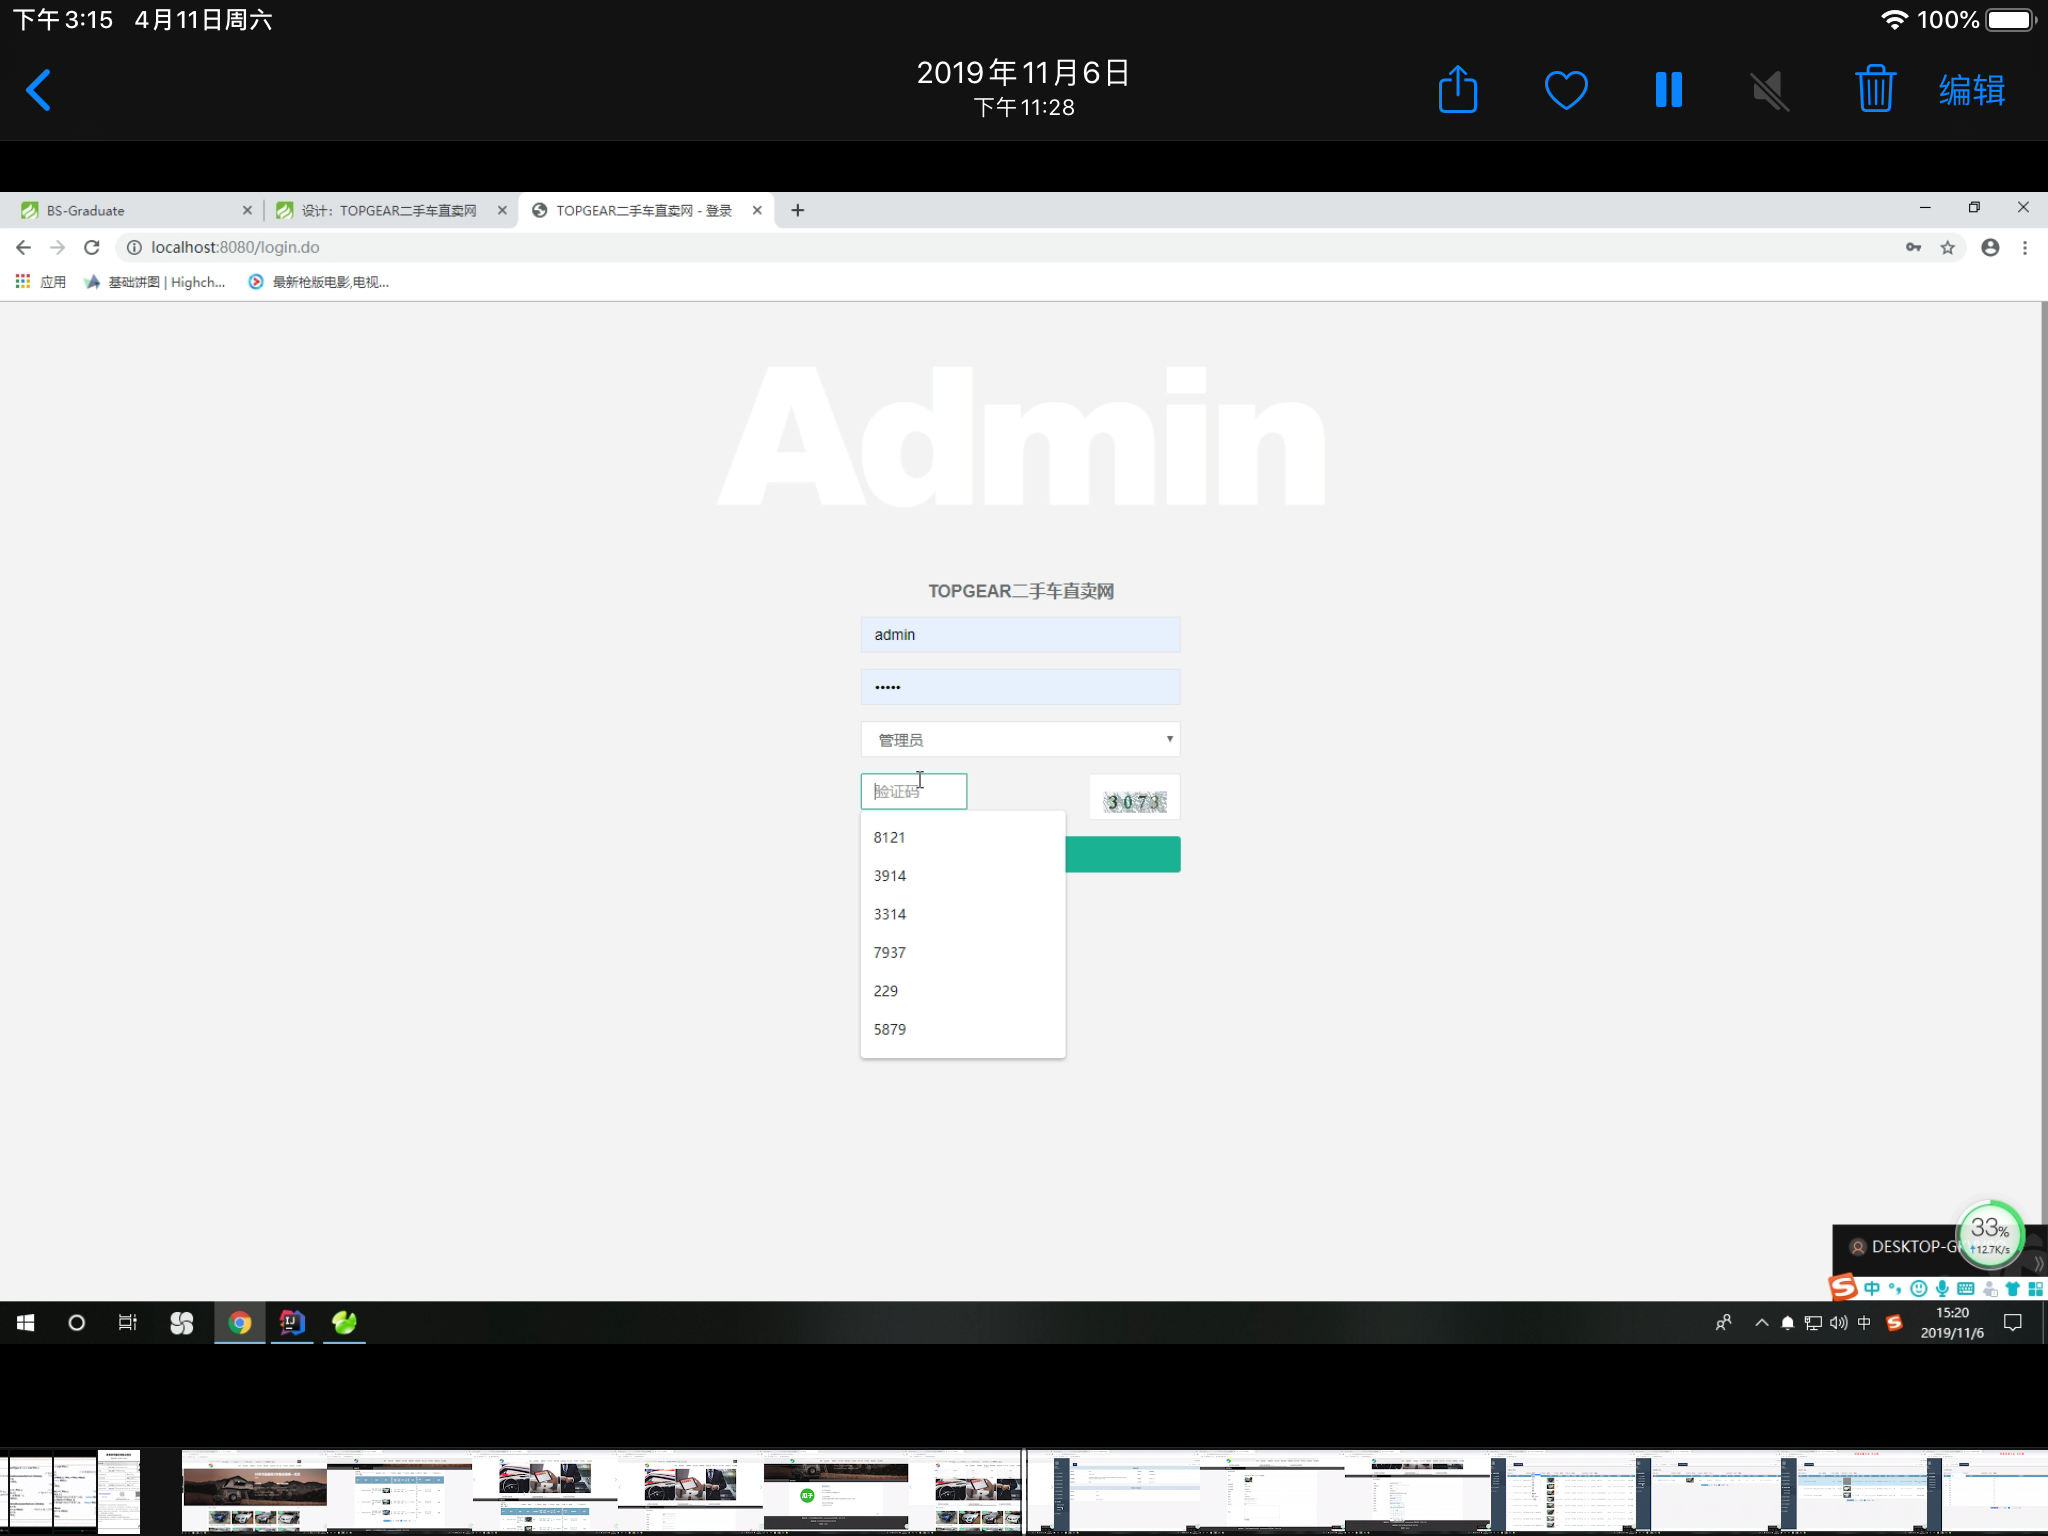 下午3:15 4月11日周六
100%
2019年11月6日
下午11:28
编辑
BS-Graduate
设计：TOPGEAR二手车直卖网
TOPGEAR二手车直卖网 - 登录
localhost:8080/login.do
应用
基础饼图 | Highch...
最新抢版电影,电视...
Admin
TOPGEAR二手车直卖网
admin
•••••
管理员
验证码
3073
8121
3914
3314
7937
229
5879
33%
12.7K/s
DESKTOP-G
中
中
15:20
2019/11/6